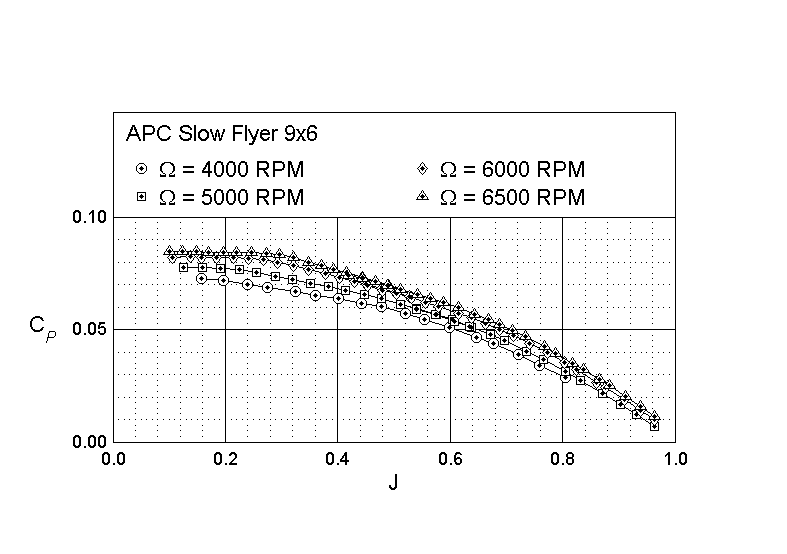 APC Slow Flyer 9x6
Ω = 4000 RPM
Ω = 6000 RPM
Ω = 5000 RPM
Ω = 6500 RPM
0.10
0.05
0.00
C_P
0.0 0.2 0.4 0.6 0.8 1.0
J